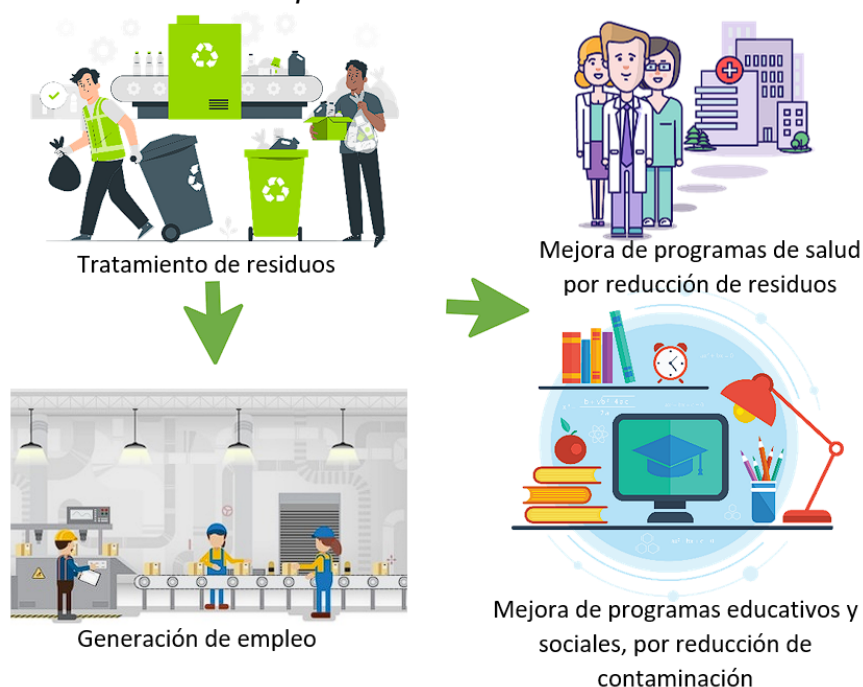 Tratamiento de residuos
Mejora de programas de salud
por reducción de residuos
Generación de empleo
Mejora de programas educativos y
sociales, por reducción de
contaminación